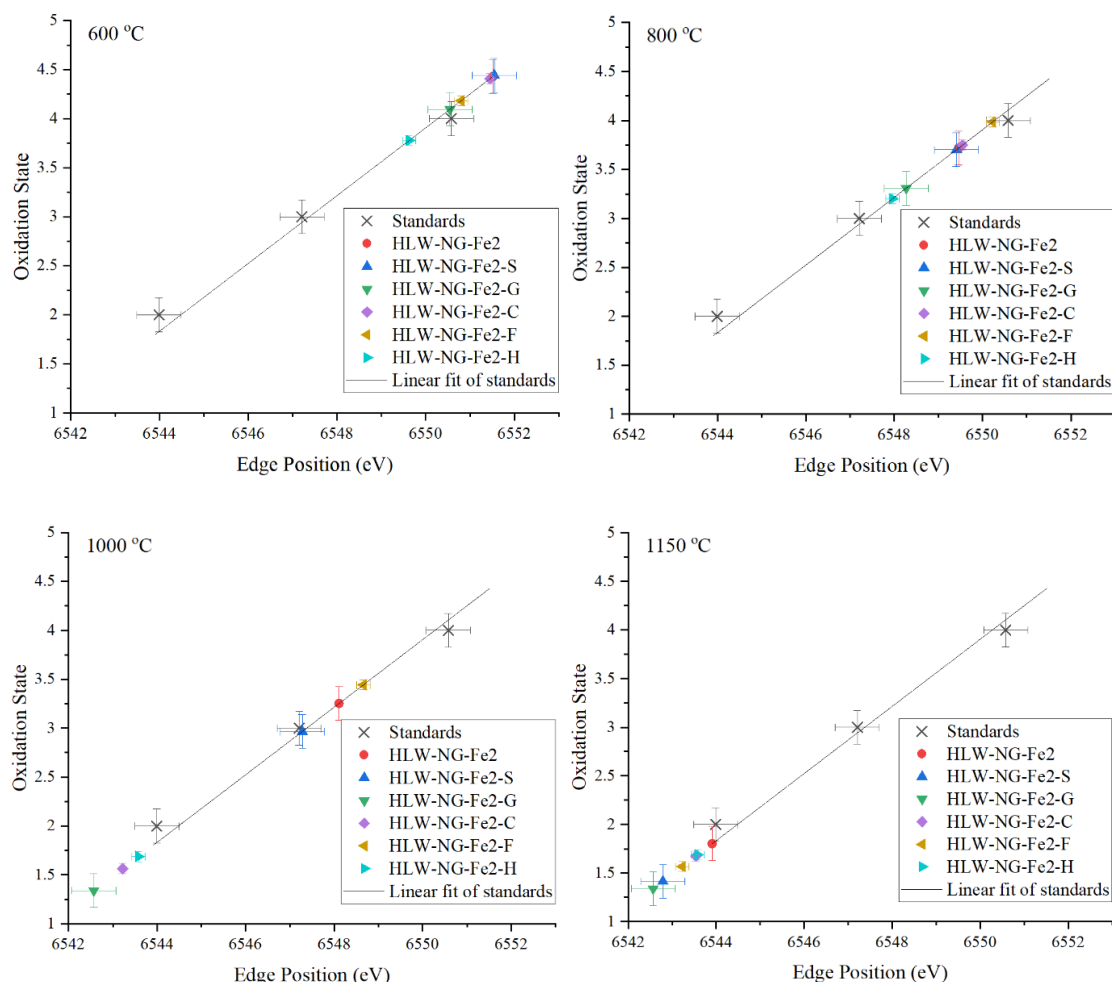 600 °C
5
4.5
4
3.5
3
2.5
2
1.5
1
Oxidation State
Standards
HLW-NG-Fe2
HLW-NG-Fe2-S
HLW-NG-Fe2-G
HLW-NG-Fe2-C
HLW-NG-Fe2-F
HLW-NG-Fe2-H
Linear fit of standards
6542 6544 6546 6548 6550 6552
Edge Position (eV)
800 °C
5
4.5
4
3.5
3
2.5
2
1.5
1
Oxidation State
Standards
HLW-NG-Fe2
HLW-NG-Fe2-S
HLW-NG-Fe2-G
HLW-NG-Fe2-C
HLW-NG-Fe2-F
HLW-NG-Fe2-H
Linear fit of standards
6542 6544 6546 6548 6550 6552
Edge Position (eV)
1000 °C
5
4.5
4
3.5
3
2.5
2
1.5
1
Oxidation State
Standards
HLW-NG-Fe2
HLW-NG-Fe2-S
HLW-NG-Fe2-G
HLW-NG-Fe2-C
HLW-NG-Fe2-F
HLW-NG-Fe2-H
Linear fit of standards
6542 6544 6546 6548 6550 6552
Edge Position (eV)
1150 °C
5
4.5
4
3.5
3
2.5
2
1.5
1
Oxidation State
Standards
HLW-NG-Fe2
HLW-NG-Fe2-S
HLW-NG-Fe2-G
HLW-NG-Fe2-C
HLW-NG-Fe2-F
HLW-NG-Fe2-H
Linear fit of standards
6542 6544 6546 6548 6550 6552
Edge Position (eV)